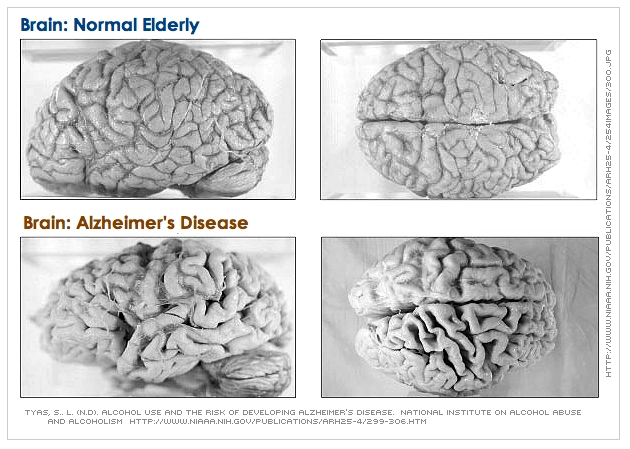 Brain: Normal Elderly
Brain: Alzheimer's Disease
TYAS, S.. L. (N.D). ALCOHOL USE AND THE RISK OF DEVELOPING ALZHEIMER'S DISEASE. NATIONAL INSTITUTE ON ALCOHOL ABUSE
AND ALCOHOLISM HTTP://WWW.NIAAA.NIH.GOV/PUBLICATIONS/ARH25-4/299-306.HTM
HTTP://WWW.NIAAA.NIH.GOV/PUBLICATIONS/ARH25-4/254IMAGES/300.JPG